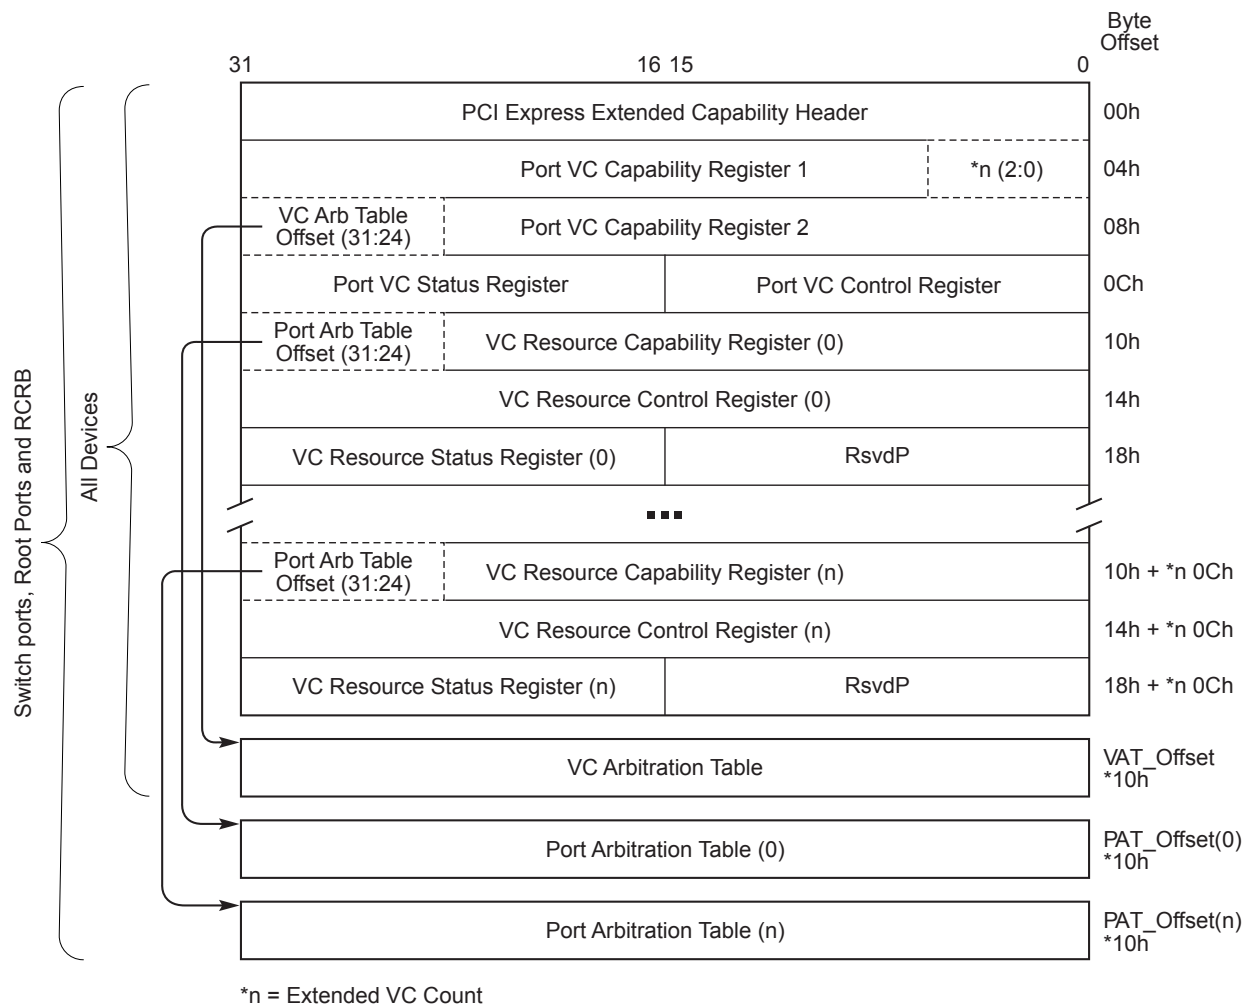 Byte
Offset
31
16 15
0
PCI Express Extended Capability Header
00h
Port VC Capability Register 1
*n (2:0)
04h
VC Arb Table
Offset (31:24)
Port VC Capability Register 2
08h
Port VC Status Register
Port VC Control Register
0Ch
Port Arb Table
Offset (31:24)
VC Resource Capability Register (0)
10h
VC Resource Control Register (0)
14h
VC Resource Status Register (0)
RsvdP
18h
Port Arb Table
Offset (31:24)
VC Resource Capability Register (n)
10h + *n 0Ch
VC Resource Control Register (n)
14h + *n 0Ch
VC Resource Status Register (n)
RsvdP
18h + *n 0Ch
VC Arbitration Table
VAT_Offset
*10h
Port Arbitration Table (0)
PAT_Offset(0)
*10h
Port Arbitration Table (n)
PAT_Offset(n)
*10h
Switch ports, Root Ports and RCRB
All Devices
*n = Extended VC Count